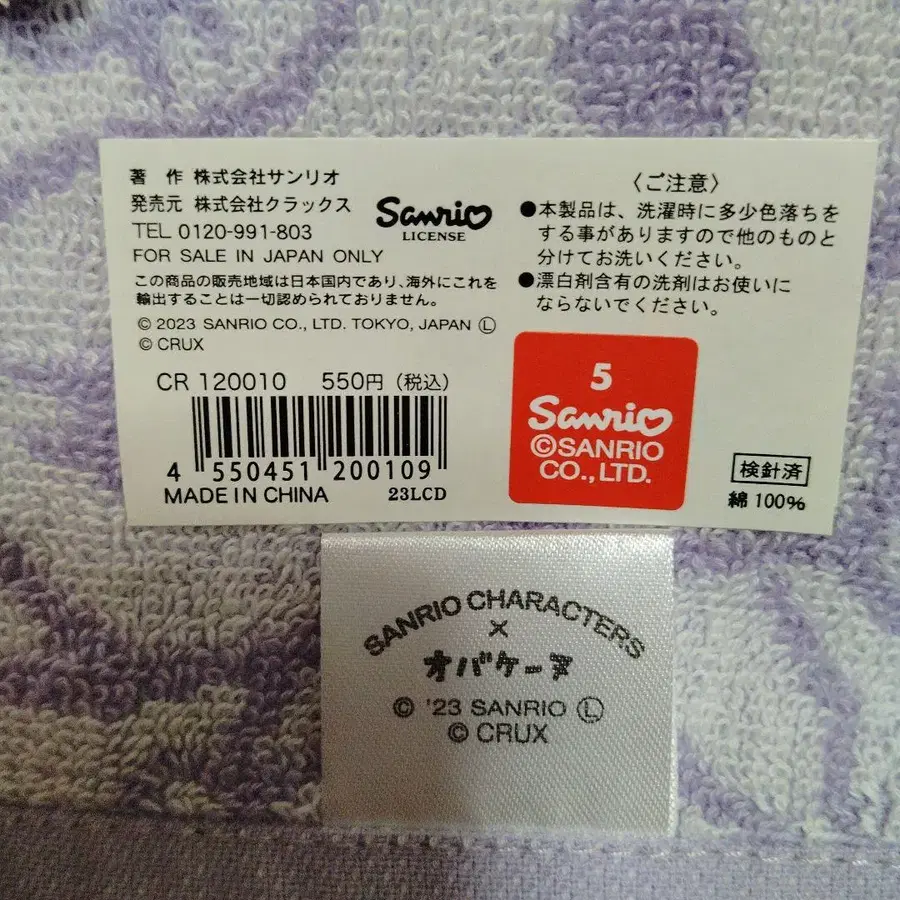 著 作 株式会社サンリオ
発売元 株式会社クラックス
TEL 0120-991-803
FOR SALE IN JAPAN ONLY
Sanrio
LICENSE
この商品の販売地域は日本国内であり、海外にこれを
輸出することは一切認められておりません。
© 2023 SANRIO CO., LTD. TOKYO, JAPAN Ⓛ
© CRUX
CR 120010 550円（税込）
4 550451 200109
MADE IN CHINA 23LCD
〈ご注意〉
●本製品は、洗濯時に多少色落ちを
する事がありますので他のものと
分けてお洗いください。
●漂白剤含有の洗剤はお使いに
ならないでください。
5
Sanrio
©SANRIO
CO., LTD.
検針済
綿 100%
SANRIO CHARACTERS
×
オバケーヌ
© '23 SANRIO Ⓛ
© CRUX